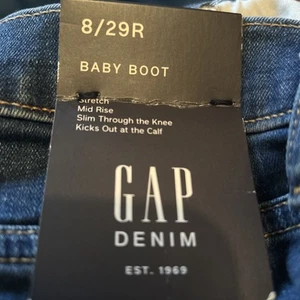 8/29R
BABY BOOT
Stretch
Mid Rise
Slim Through the Knee
Kicks Out at the Calf
GAP
DENIM
EST. 1969